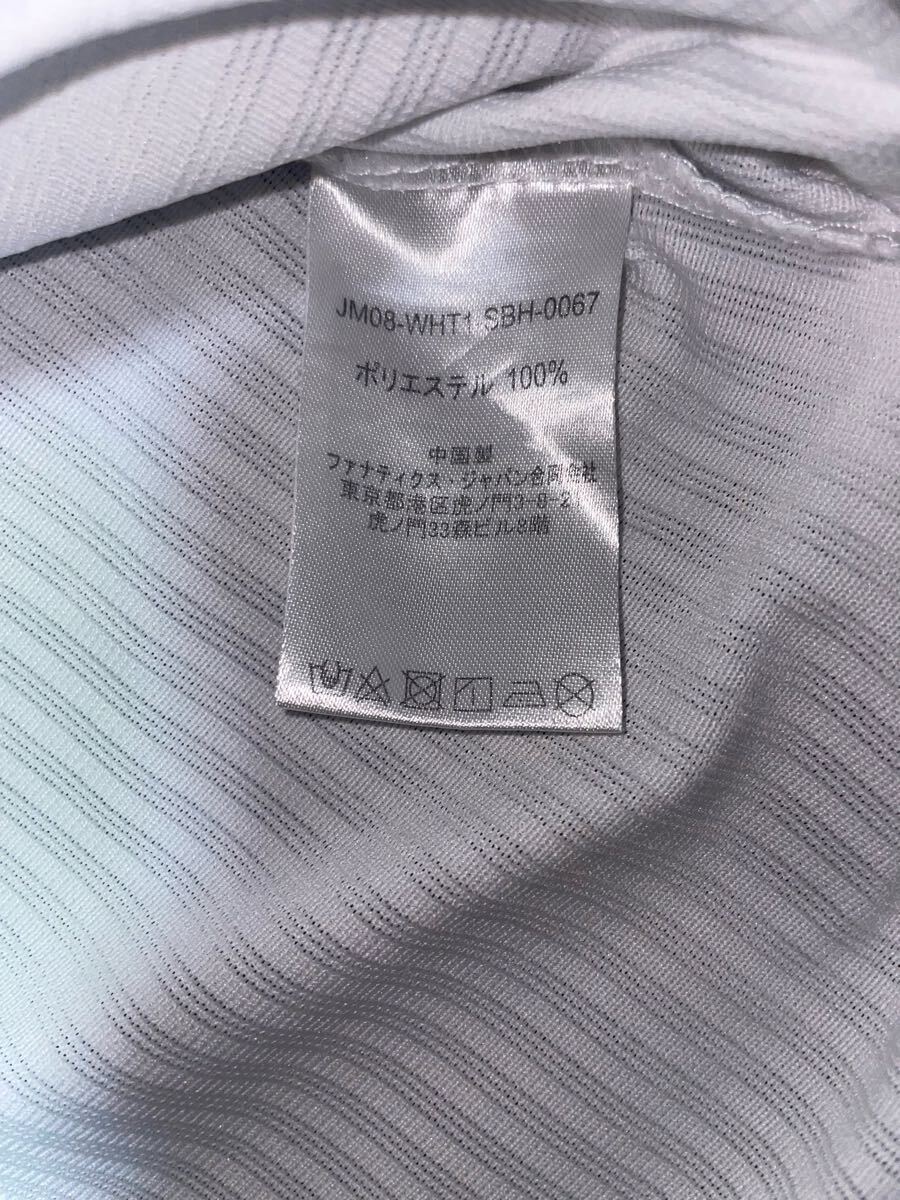 JM08-WHT1 SBH-0067
ポリエステル 100%
中国製
ファナティクス・ジャパン合同会社
東京都港区虎ノ門3-8-21
虎ノ門33森ビル8階